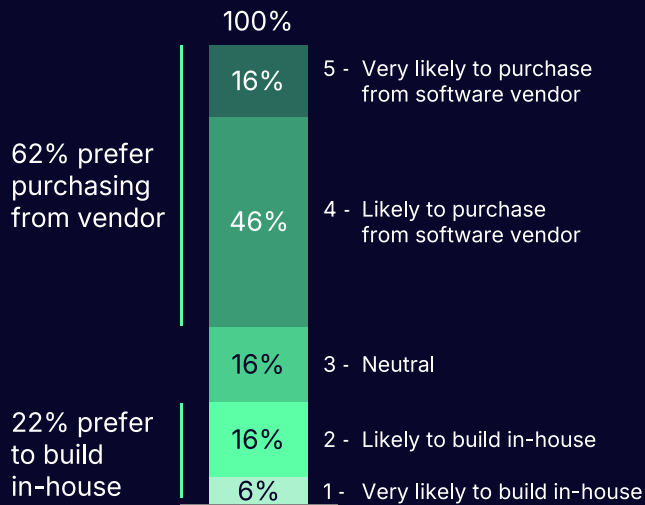 100%
16%
5 - Very likely to purchase
from software vendor
62% prefer
purchasing
from vendor
46%
4 - Likely to purchase
from software vendor
16%
3 - Neutral
22% prefer
to build
in-house
16%
2 - Likely to build in-house
6%
1 - Very likely to build in-house